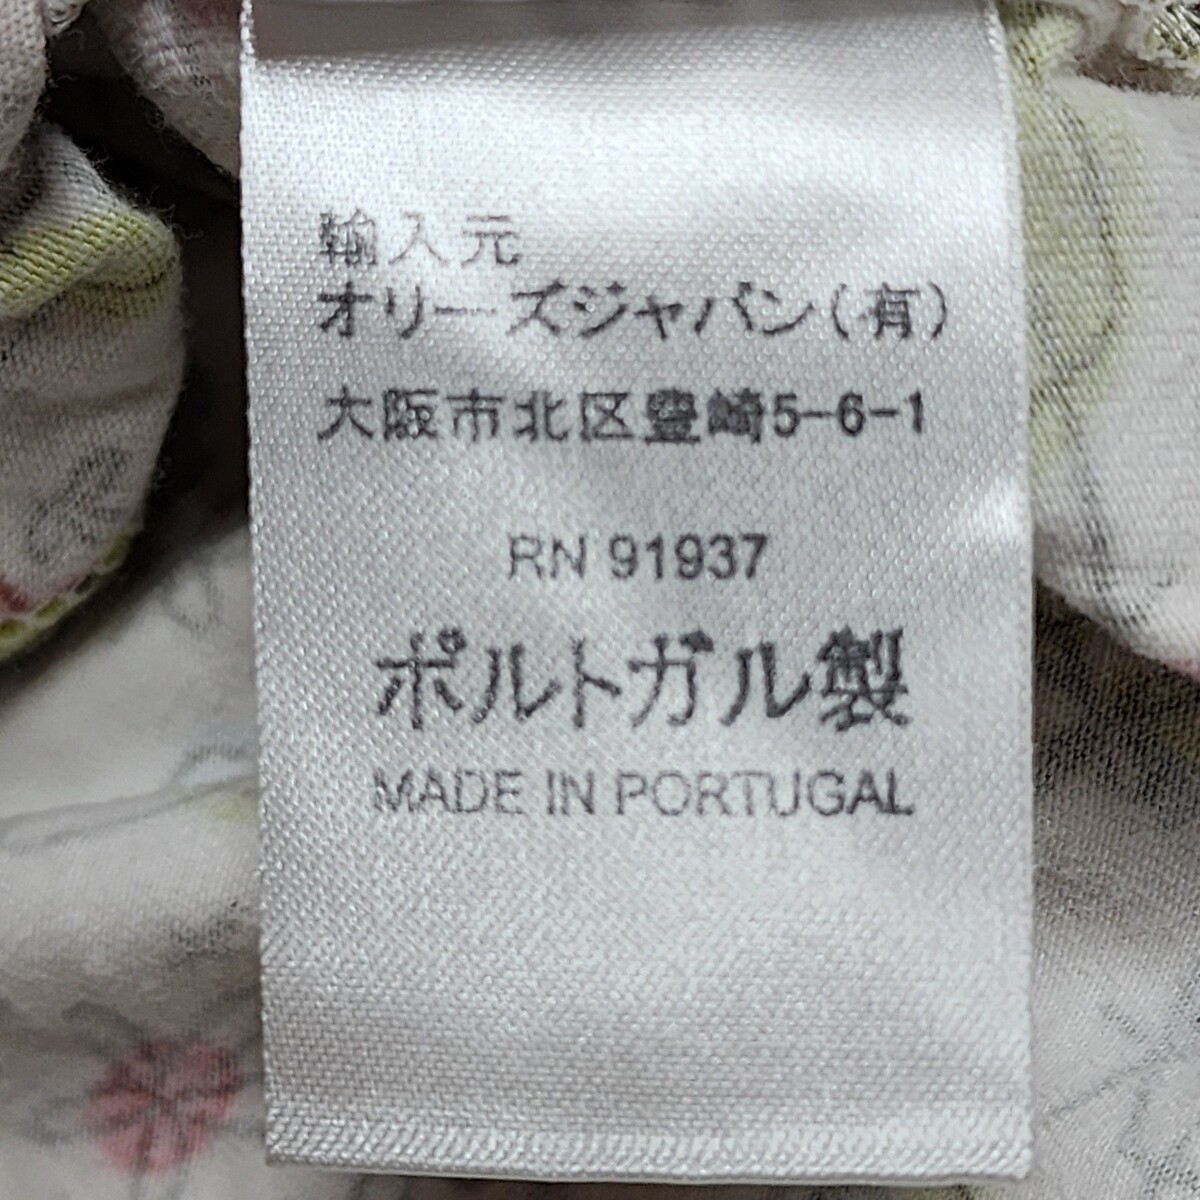 輸入元
オリーズジャパン(有)
大阪市北区豊崎5-6-1
RN 91937
ポルトガル製
MADE IN PORTUGAL